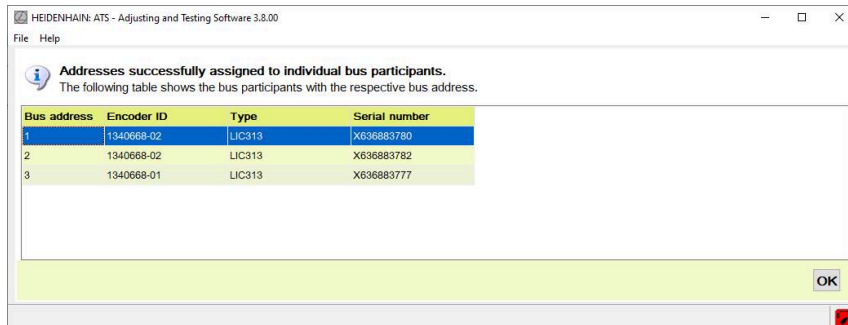 HEIDENHAIN: ATS - Adjusting and Testing Software 3.8.00
File Help
Addresses successfully assigned to individual bus participants.
The following table shows the bus participants with the respective bus address.
Bus address Encoder ID Type Serial number
1 1340668-02 LIC313 X636883780
2 1340668-02 LIC313 X636883782
3 1340668-01 LIC313 X636883777
OK